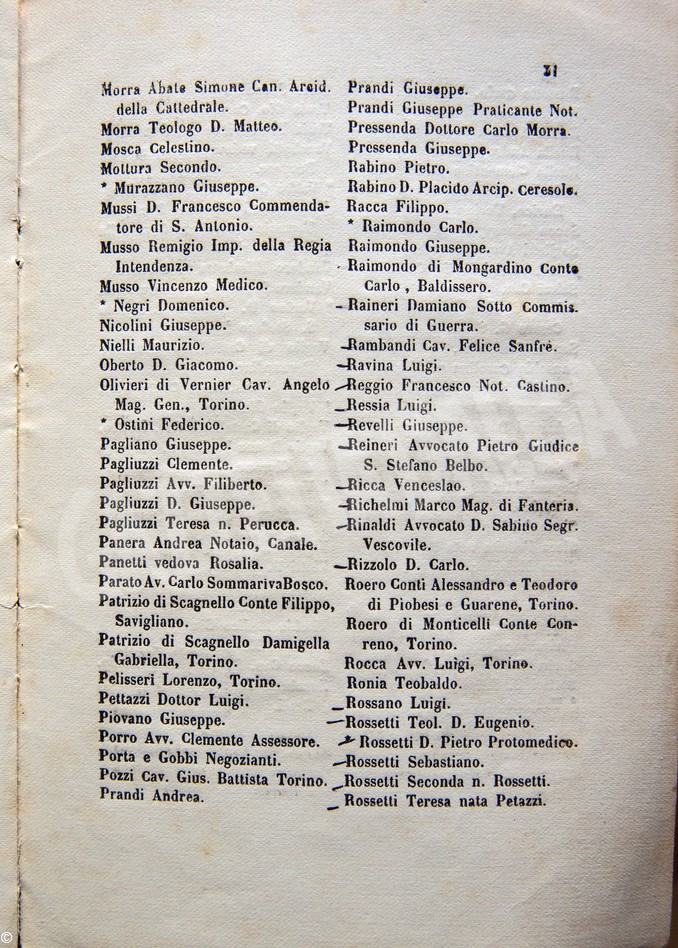 31
Morra Abate Simone Can. Arcid.
della Cattedrale.
Morra Teologo D. Matteo.
Mosca Celestino.
Mottura Secondo.
* Murazzano Giuseppe.
Mussi D. Francesco Commenda-
tore di S. Antonio.
Musso Remigio Imp. della Regia
Intendenza.
Musso Vincenzo Medico.
* Negri Domenico.
Nicolini Giuseppe.
Nielli Maurizio.
Oberto D. Giacomo.
Olivieri di Vernier Cav. Angelo
Mag. Gen., Torino.
* Ostini Federico.
Pagliano Giuseppe.
Pagliuzzi Clemente.
Pagliuzzi Avv. Filiberto.
Pagliuzzi D. Giuseppe.
Pagliuzzi Teresa n. Perucca.
Panera Andrea Notaio, Canale.
Panetti vedova Rosalia.
Parato Av. Carlo Sommariva Bosco.
Patrizio di Scagnello Conte Filippo,
Savigliano.
Patrizio di Scagnello Damigella
Gabriella, Torino.
Pelisseri Lorenzo, Torino.
Pettazzi Dottor Luigi.
Piovano Giuseppe.
Porro Avv. Clemente Assessore.
Porta e Gobbi Negozianti.
Pozzi Cav. Gius. Battista Torino.
Prandi Andrea.
Prandi Giuseppe.
Prandi Giuseppe Praticante Not.
Pressenda Dottore Carlo Morra.
Pressenda Giuseppe.
Rabino Pietro.
Rabino D. Placido Arcip. Ceresole.
Racca Filippo.
* Raimondo Carlo.
Raimondo Giuseppe.
Raimondo di Mongardino Conte
Carlo, Baldissero.
Raineri Damiano Sotto Commis.
sario di Guerra.
Rambandi Cav. Felice Sanfré.
Ravina Luigi.
Reggio Francesco Not. Castino.
Ressia Luigi.
Revelli Giuseppe.
Reineri Avvocato Pietro Giudice
S. Stefano Belbo.
Ricca Venceslao.
Richelmi Marco Mag. di Fanteria.
Rinaldi Avvocato D. Sabino Segr.
Vescovile.
Rizzolo D. Carlo.
Roero Conti Alessandro e Teodoro
di Piobesi e Guarene, Torino.
Roero di Monticelli Conte Con-
reno, Torino.
Rocca Avv. Luigi, Torino.
Ronia Teobaldo.
Rossano Luigi.
Rossetti Teol. D. Eugenio.
* Rossetti D. Pietro Protomedico.
Rossetti Sebastiano.
Rossetti Seconda n. Rossetti.
Rossetti Teresa nata Petazzi.
©